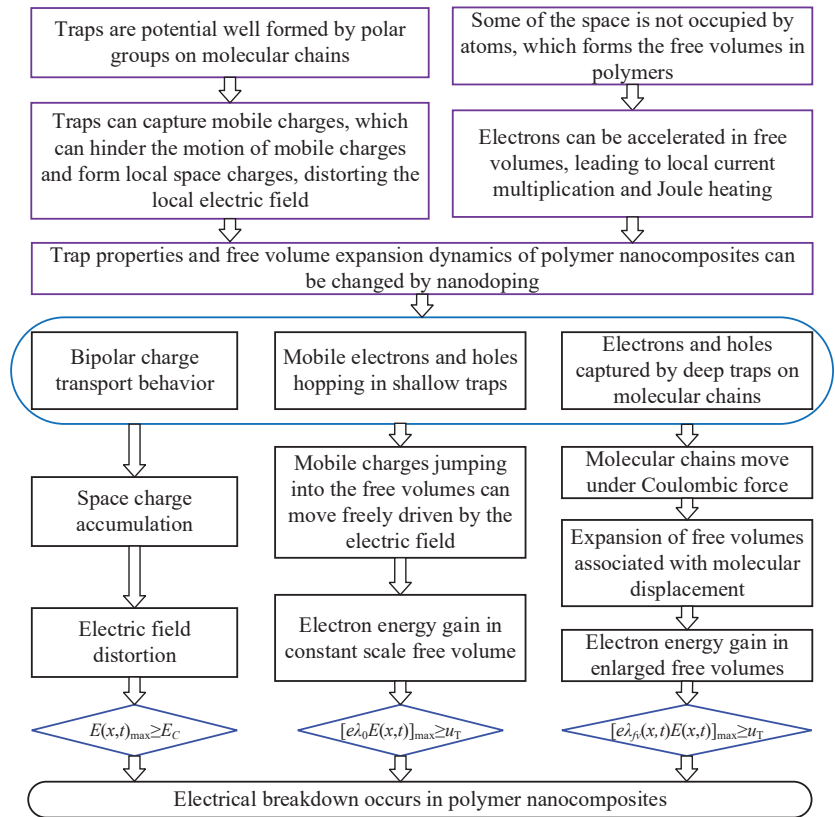 Traps are potential well formed by polar
groups on molecular chains
Some of the space is not occupied by
atoms, which forms the free volumes in
polymers
Traps can capture mobile charges, which
can hinder the motion of mobile charges
and form local space charges, distorting the
local electric field
Electrons can be accelerated in free
volumes, leading to local current
multiplication and Joule heating
Trap properties and free volume expansion dynamics of polymer nanocomposites can
be changed by nanodoping
Bipolar charge
transport behavior
Mobile electrons and holes
hopping in shallow traps
Electrons and holes
captured by deep traps on
molecular chains
Space charge
accumulation
Mobile charges jumping
into the free volumes can
move freely driven by the
electric field
Molecular chains move
under Coulombic force
Expansion of free volumes
associated with molecular
displacement
Electric field
distortion
Electron energy gain in
constant scale free volume
Electron energy gain in
enlarged free volumes
E(x,t)max≥EC
[eλ0E(x,t)]max≥uT
[eλfv(x,t)E(x,t)]max≥uT
Electrical breakdown occurs in polymer nanocomposites